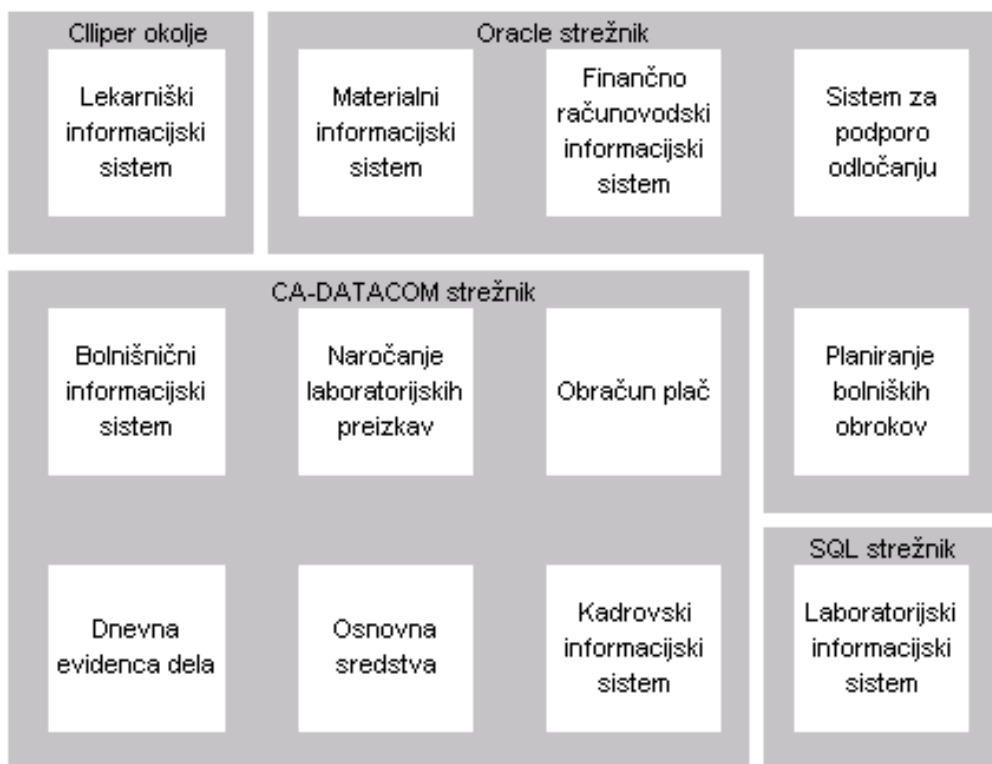 Clliper okolje
Lekarniški
informacijski
sistem
Oracle strežnik
Materialni
informacijski
sistem
Finančno
računovodski
informacijski
sistem
Sistem za
podporo
odločanju
Planiranje
bolniških
obrokov
CA-DATACOM strežnik
Bolnišnični
informacijski
sistem
Naročanje
laboratorijskih
preizkav
Obračun plač
Dnevna
evidenca dela
Osnovna
sredstva
Kadrovski
informacijski
sistem
SQL strežnik
Laboratorijski
informacijski
sistem